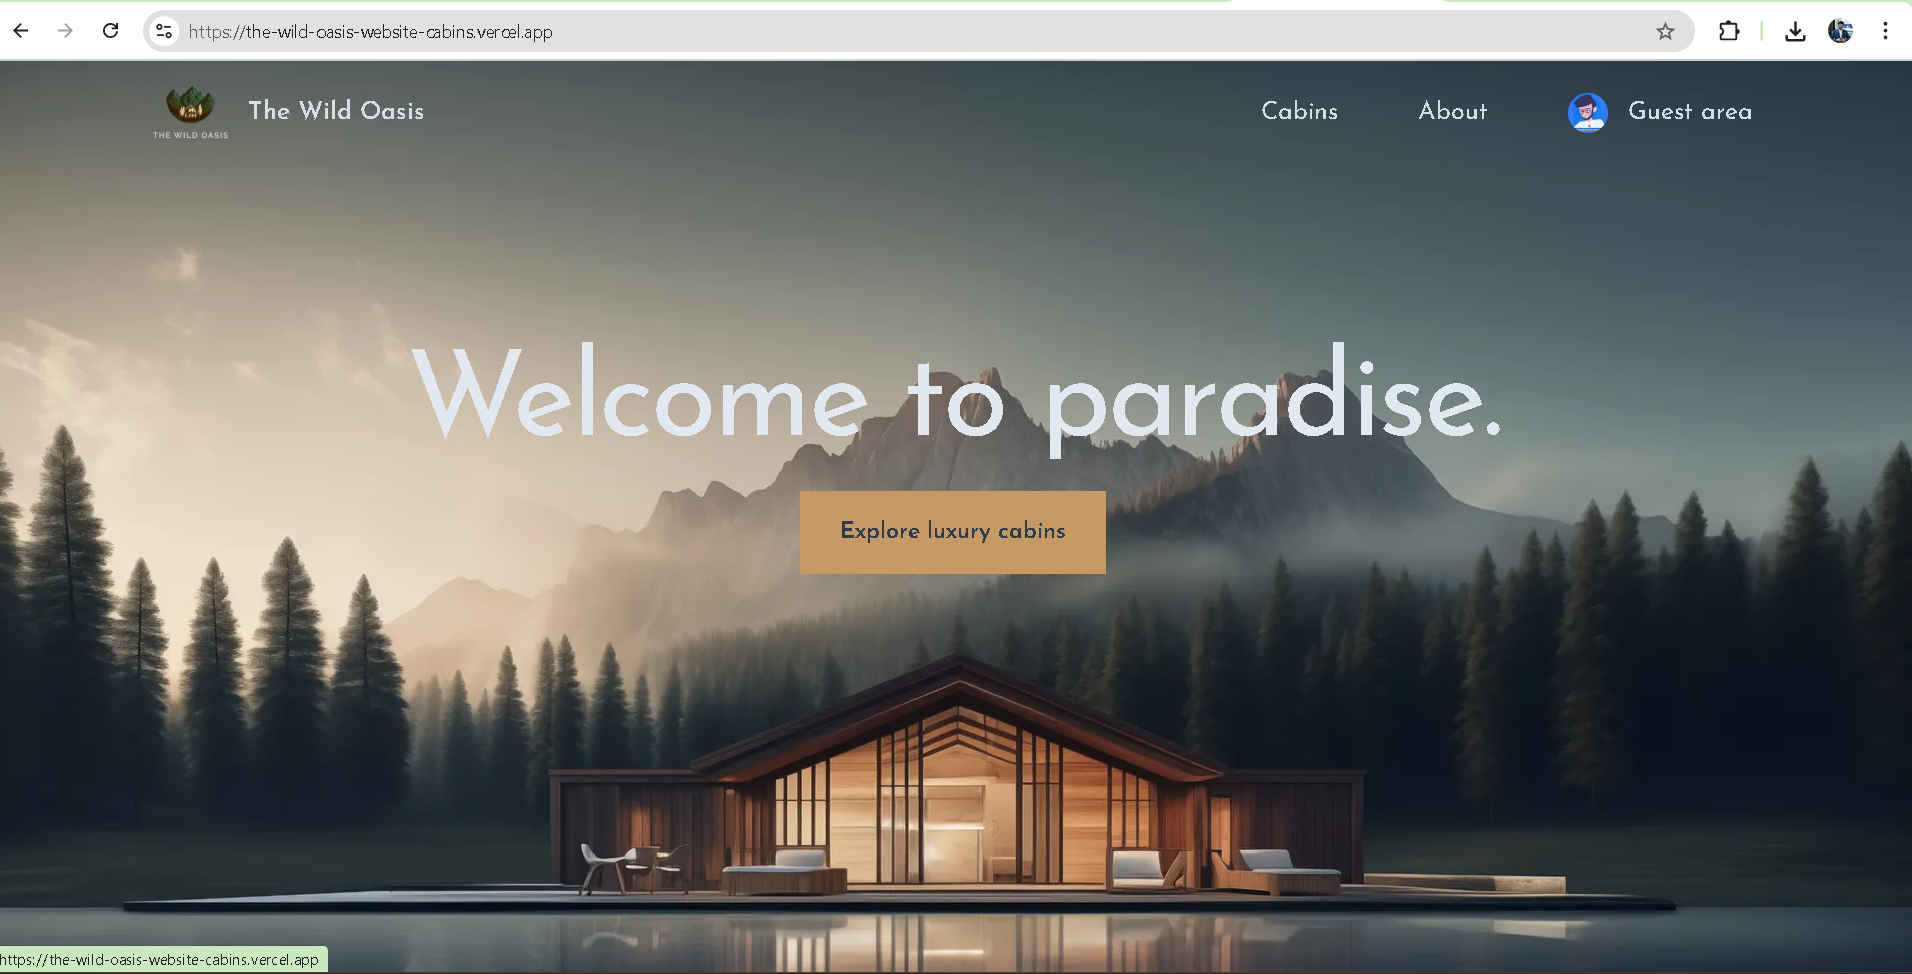 https://the-wild-oasis-website-cabins.vercel.app
THE WILD OASIS
The Wild Oasis
Cabins
About
Guest area
Welcome to paradise.
Explore luxury cabins
https://the-wild-oasis-website-cabins.vercel.app